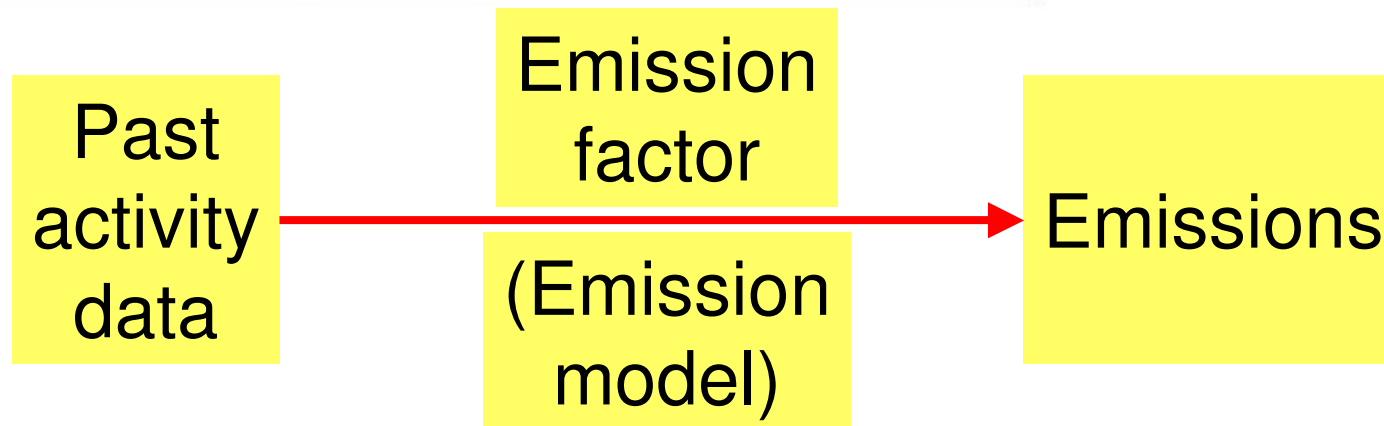 Past
activity
data
Emission
factor
(Emission
model)
Emissions